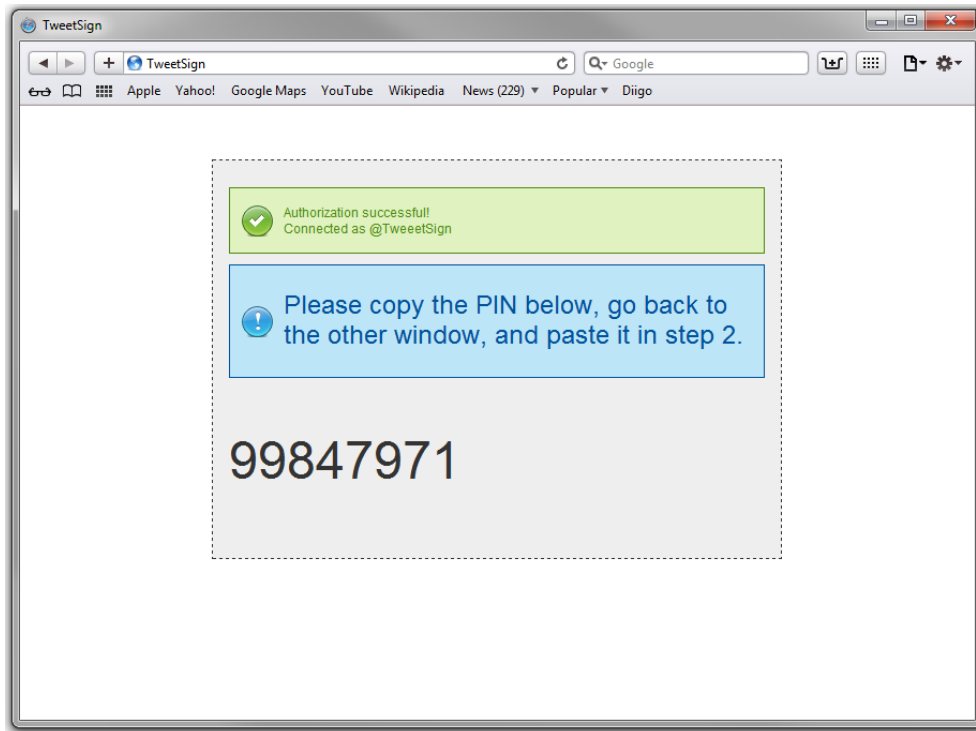 TweetSign
TweetSign
Google
Apple Yahoo! Google Maps YouTube Wikipedia News (229) Popular Diigo
Authorization successful!
Connected as @TweeetSign
Please copy the PIN below, go back to
the other window, and paste it in step 2.
99847971